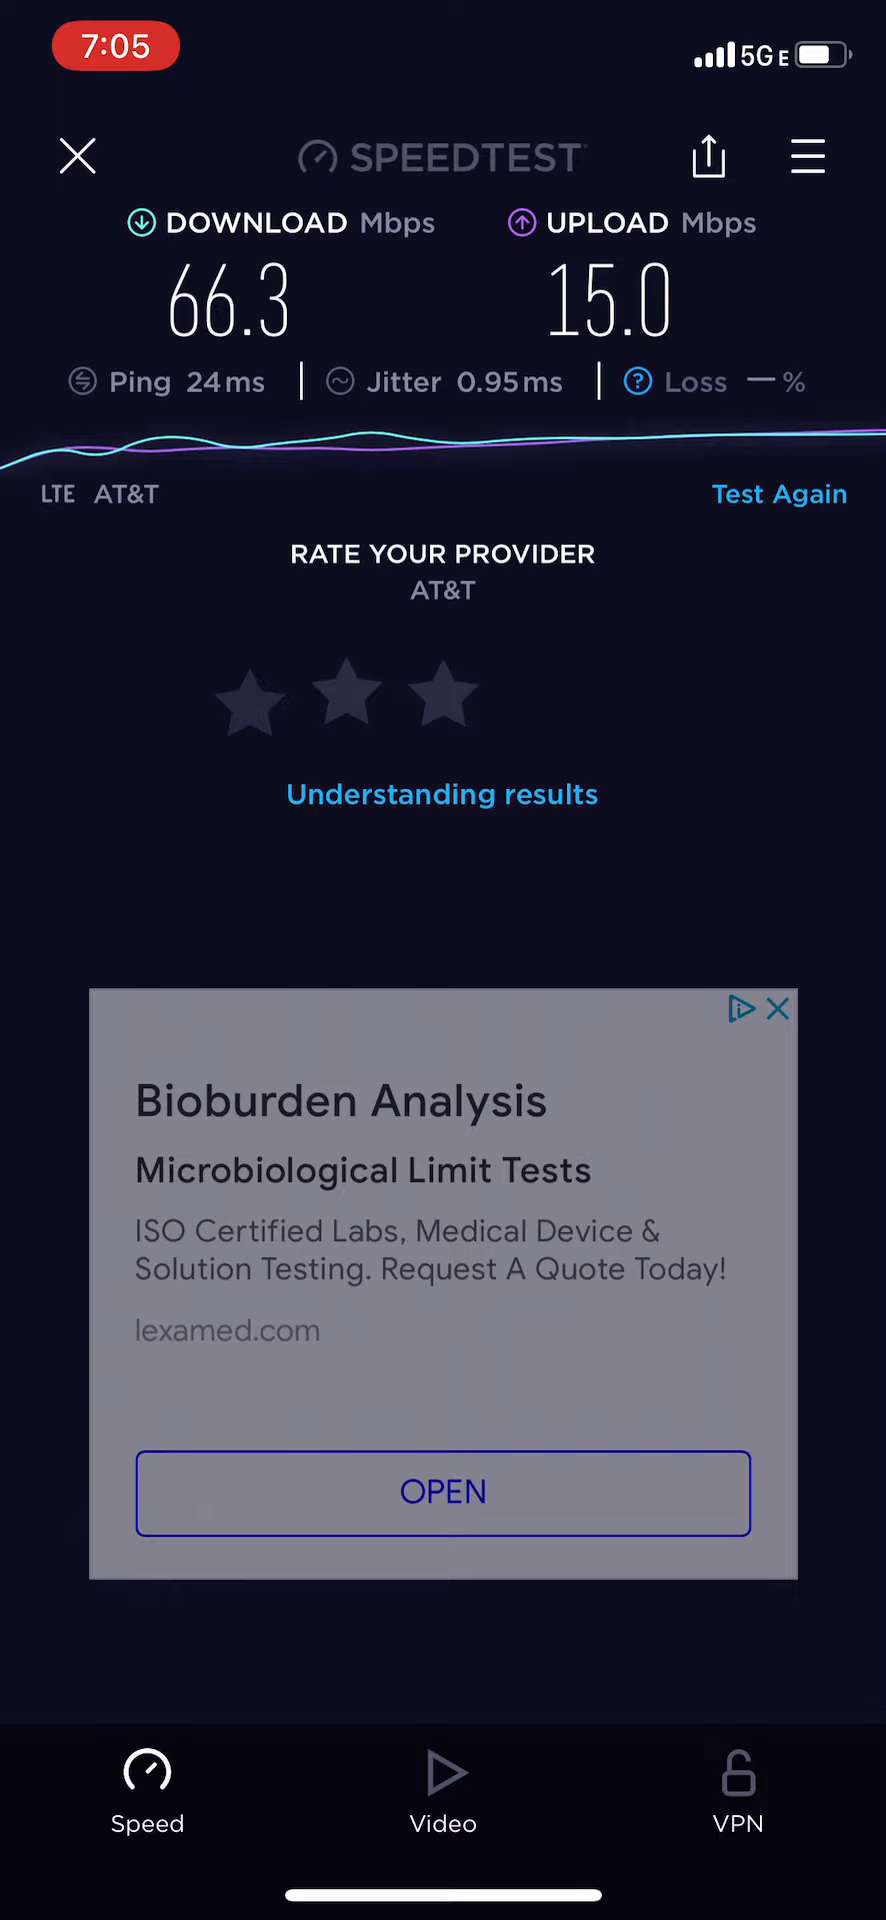 7:05 5GE
SPEEDTEST
DOWNLOAD Mbps UPLOAD Mbps
66.3 15.0
Ping 24 ms Jitter 0.95 ms ? Loss — %
LTE AT&T Test Again
RATE YOUR PROVIDER
AT&T
Understanding results
Bioburden Analysis
Microbiological Limit Tests
ISO Certified Labs, Medical Device &
Solution Testing. Request A Quote Today!
lexamed.com
OPEN
Speed Video VPN